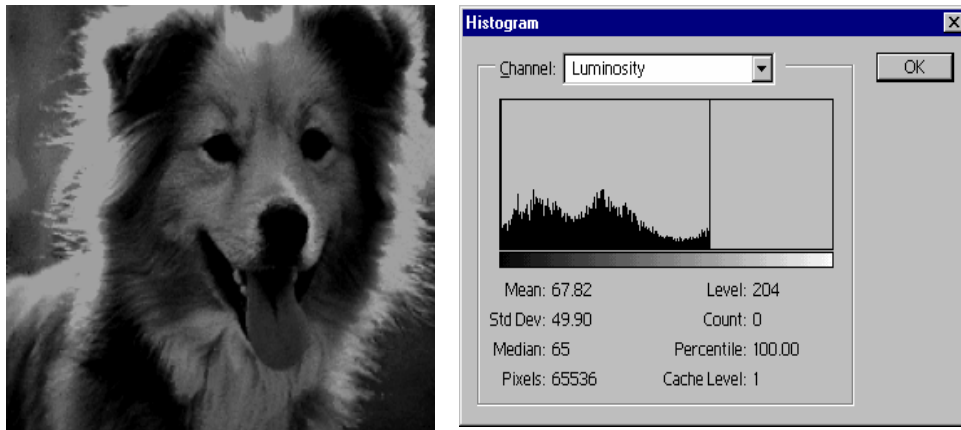 Histogram
Channel: Luminosity
OK
Mean: 67.82 Level: 204
Std Dev: 49.90 Count: 0
Median: 65 Percentile: 100.00
Pixels: 65536 Cache Level: 1